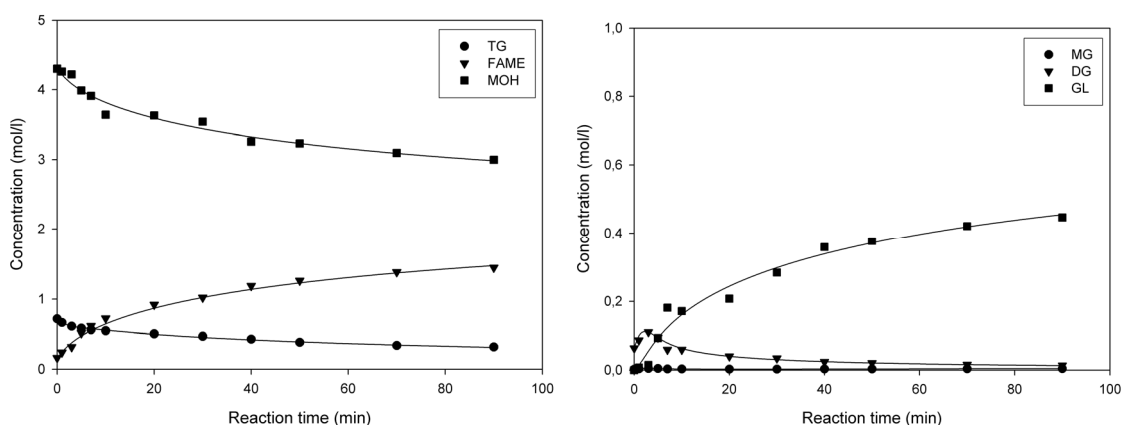 5
4
3
2
1
0
Concentration (mol/l)
TG
FAME
MOH
0 20 40 60 80 100
Reaction time (min)
1,0
0,8
0,6
0,4
0,2
0,0
Concentration (mol/l)
MG
DG
GL
0 20 40 60 80 100
Reaction time (min)